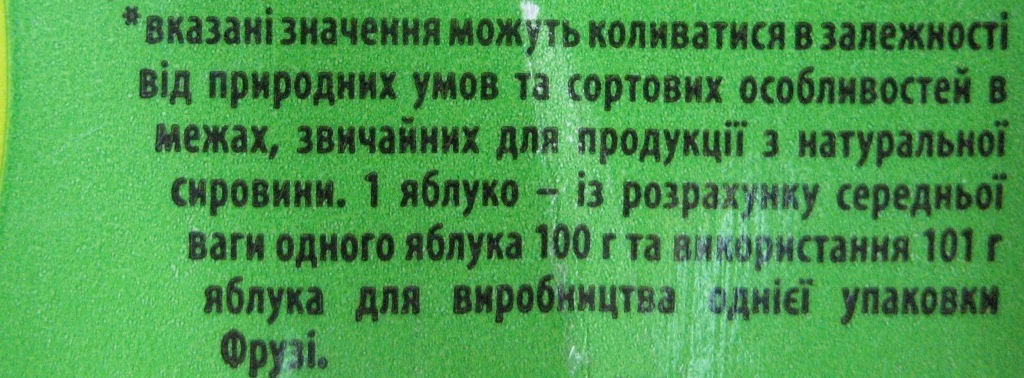 *вказані значення можуть коливатися в залежності
від природних умов та сортових особливостей в
межах, звичайних для продукції з натуральної
сировини. 1 яблуко – із розрахунку середньої
ваги одного яблука 100 г та використання 101 г
яблука для виробництва однієї упаковки
Фрузі.